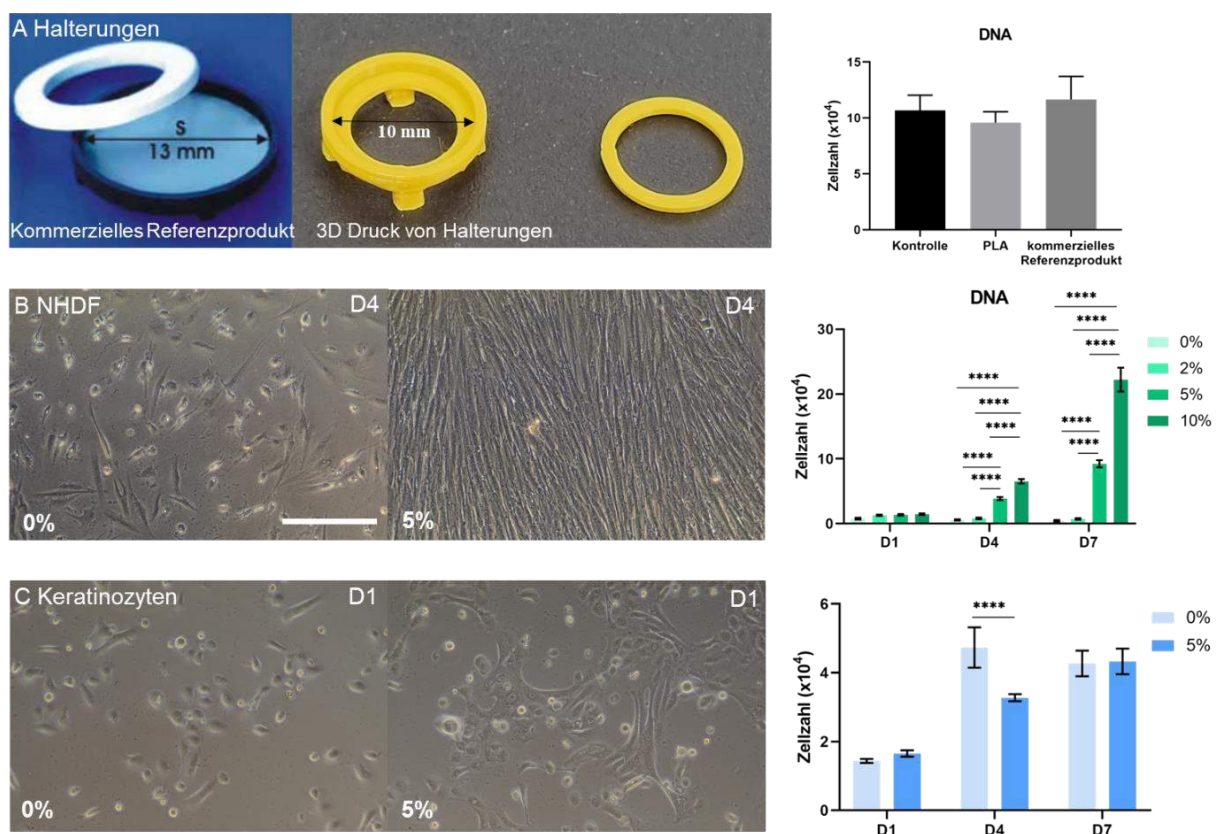 A Halterungen
S
13 mm
Kommerzielles Referenzprodukt
10 mm
3D Druck von Halterungen
DNA
Zellzahl (x10⁴)
15
10
5
0
Kontrolle
PLA
kommerzielles
Referenzprodukt
B NHDF
D4
0%
D4
5%
DNA
Zellzahl (x10⁴)
30
20
10
0
****
****
****
****
****
****
****
****
****
****
D1
D4
D7
0%
2%
5%
10%
C Keratinozyten
D1
0%
D1
5%
Zellzahl (x10⁴)
6
4
2
0
****
D1
D4
D7
0%
5%